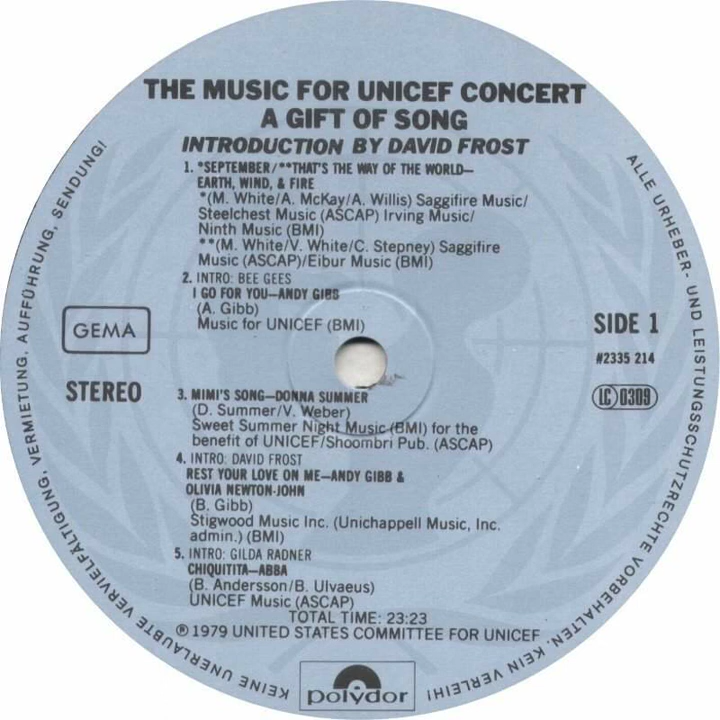 THE MUSIC FOR UNICEF CONCERT
A GIFT OF SONG
INTRODUCTION BY DAVID FROST
1. *SEPTEMBER/**THAT'S THE WAY OF THE WORLD—
EARTH, WIND, & FIRE
*(M. White/A. McKay/A. Willis) Saggifire Music/
Steelchest Music (ASCAP) Irving Music/
Ninth Music (BMI)
**(M. White/V. White/C. Stepney) Saggifire
Music (ASCAP)/Eibur Music (BMI)
2. INTRO: BEE GEES
I GO FOR YOU—ANDY GIBB
(A. Gibb)
Music for UNICEF (BMI)
GEMA
STEREO
SIDE 1
#2335 214
LC 0309
3. MIMI'S SONG—DONNA SUMMER
(D. Summer/V. Weber)
Sweet Summer Night Music (BMI) for the
benefit of UNICEF/Shoombri Pub. (ASCAP)
4. INTRO: DAVID FROST
REST YOUR LOVE ON ME—ANDY GIBB &
OLIVIA NEWTON-JOHN
(B. Gibb)
Stigwood Music Inc. (Unichappell Music, Inc.
admin.) (BMI)
5. INTRO: GILDA RADNER
CHIQUITITA—ABBA
(B. Andersson/B. Ulvaeus)
UNICEF Music (ASCAP)
TOTAL TIME: 23:23
℗ 1979 UNITED STATES COMMITTEE FOR UNICEF
polydor
ALLE URHEBER- UND LEISTUNGSSCHUTZRECHTE VORBEHALTEN. KEIN VERLEIH!
KEINE UNERLAUBTE VERVIELFÄLTIGUNG, VERMIETUNG, AUFFÜHRUNG, SENDUNG!